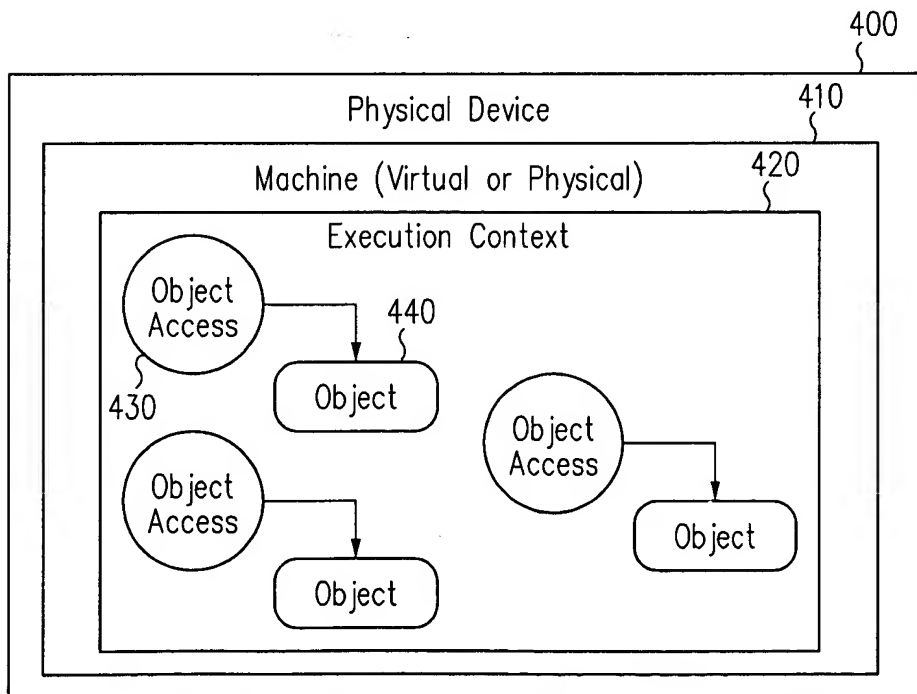 400
Physical Device
410
Machine (Virtual or Physical)
420
Execution Context
Object
Access
430
440
Object
Object
Access
Object
Object
Access
Object